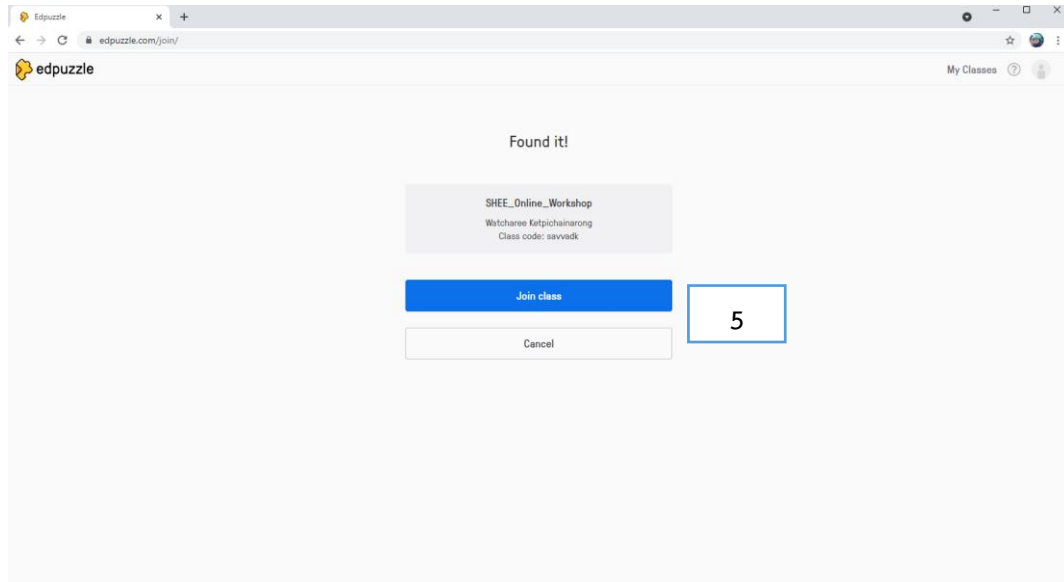 Edpuzzle
edpuzzle.com/join/
edpuzzle
My Classes
Found it!
SHEE_Online_Workshop
Watcharee Ketpichainarong
Class code: savvadk
Join class
5
Cancel